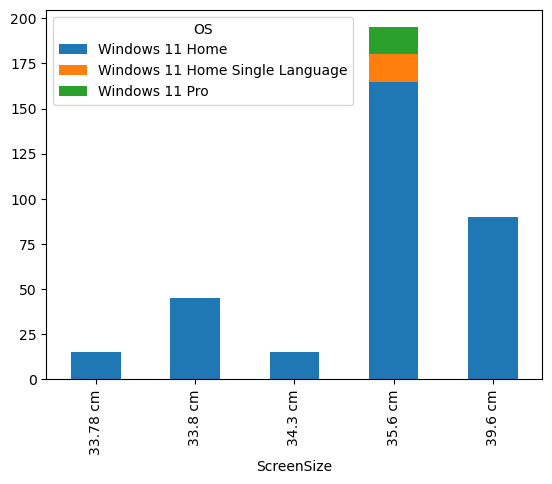 OS
Windows 11 Home
Windows 11 Home Single Language
Windows 11 Pro
200
175
150
125
100
75
50
25
0
33.78 cm
33.8 cm
34.3 cm
35.6 cm
39.6 cm
ScreenSize